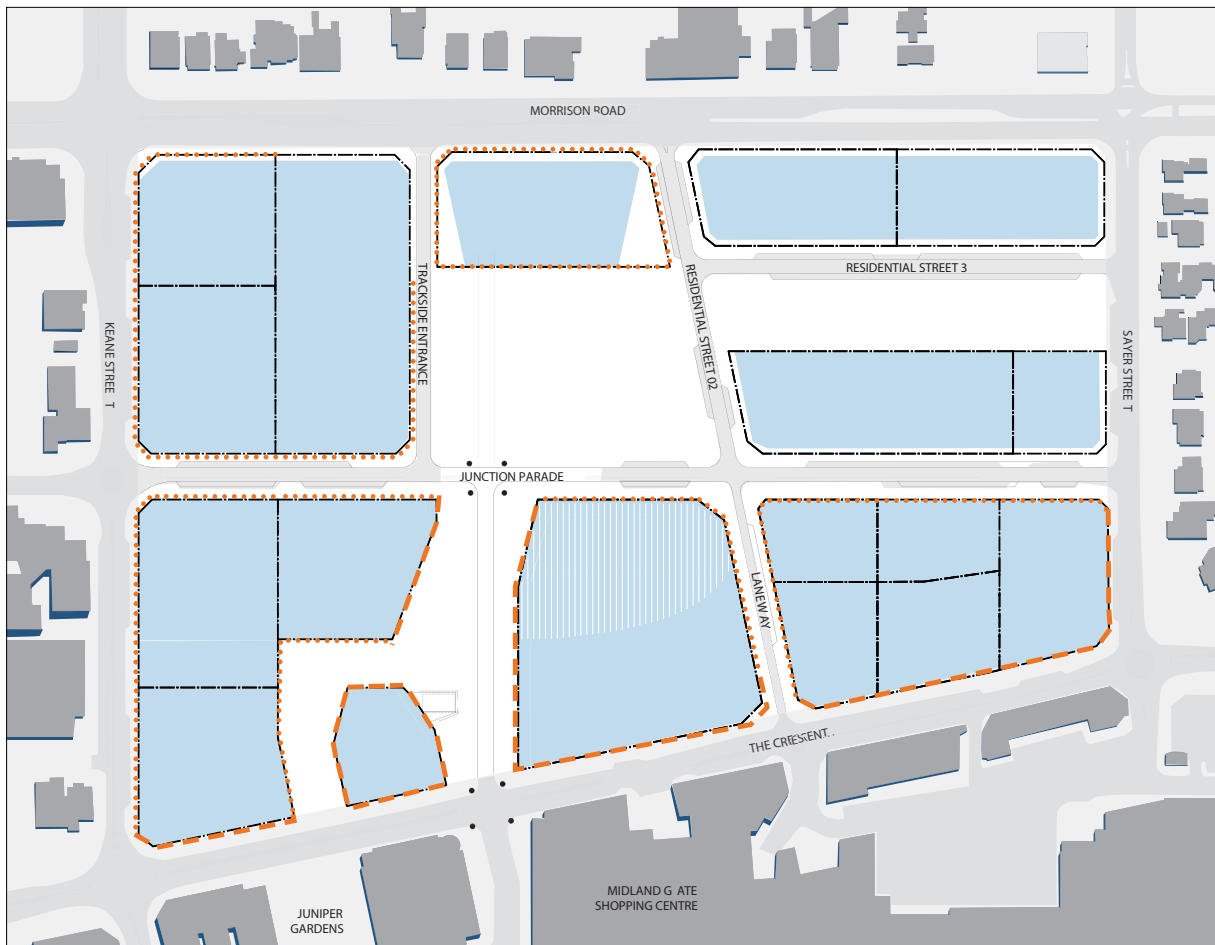 MORRISON ROAD
TRACKSIDE ENTRANCE
RESIDENTIAL STREET 02
RESIDENTIAL STREET 3
KEANE STREE T
SAYER STREE T
JUNCTION PARADE
LANEW AY
THE CRESENT
MIDLAND G ATE
SHOPPING CENTRE
JUNIPER
GARDENS